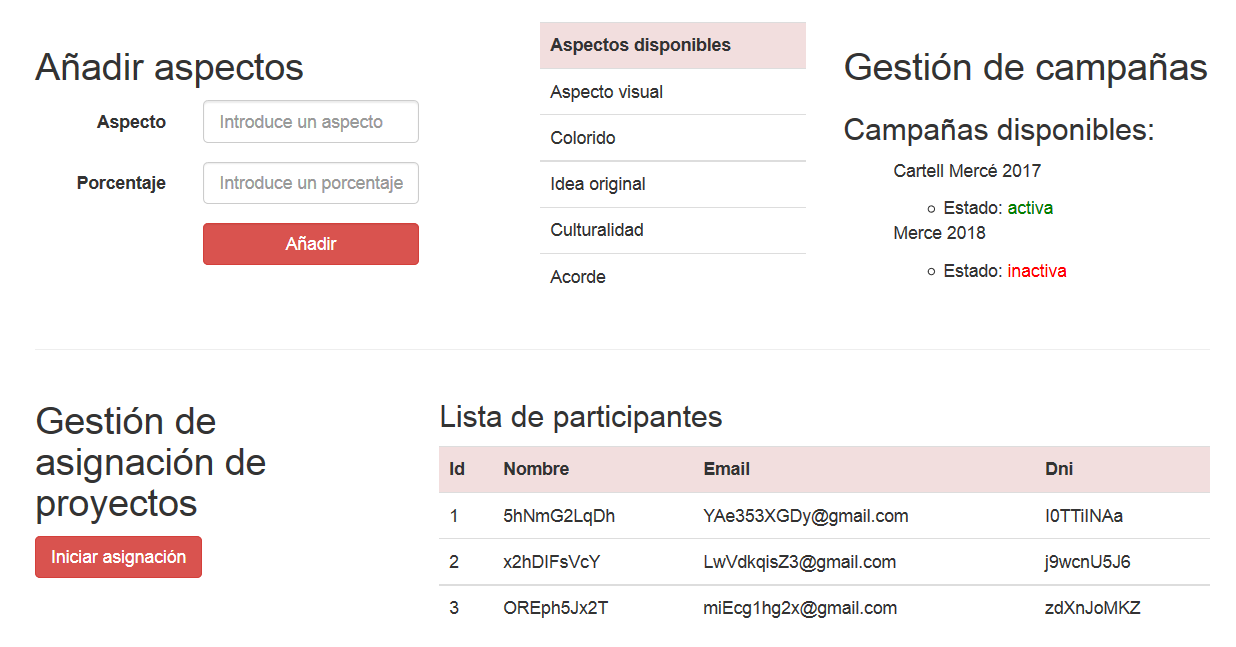 Añadir aspectos
Aspecto
Introduce un aspecto
Porcentaje
Introduce un porcentaje
Añadir
Aspectos disponibles
Aspecto visual
Colorido
Idea original
Culturalidad
Acorde
Gestión de campañas
Campañas disponibles:
Cartell Mercé 2017
Estado: activa
Merce 2018
Estado: inactiva
Gestión de
asignación de
proyectos
Iniciar asignación
Lista de participantes
Id Nombre Email Dni
1 5hNmG2LqDh YAe353XGDy@gmail.com I0TTiINAa
2 x2hDIFsVcY LwVdkqisZ3@gmail.com j9wcnU5J6
3 OREph5Jx2T miEcg1hg2x@gmail.com zdXnJoMKZ